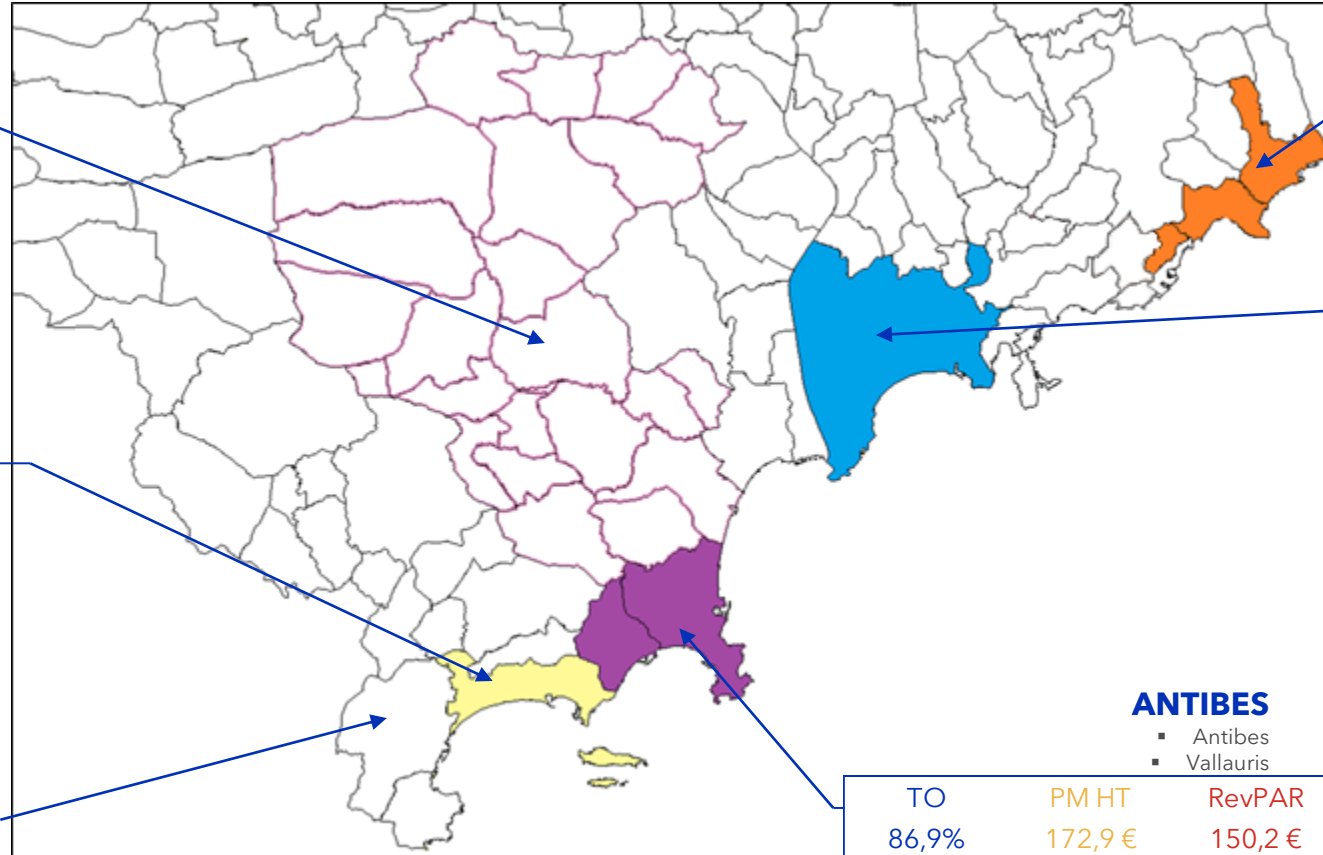 ANTIBES
▪ Antibes
▪ Vallauris
TO PM HT RevPAR
86,9% 172,9 € 150,2 €